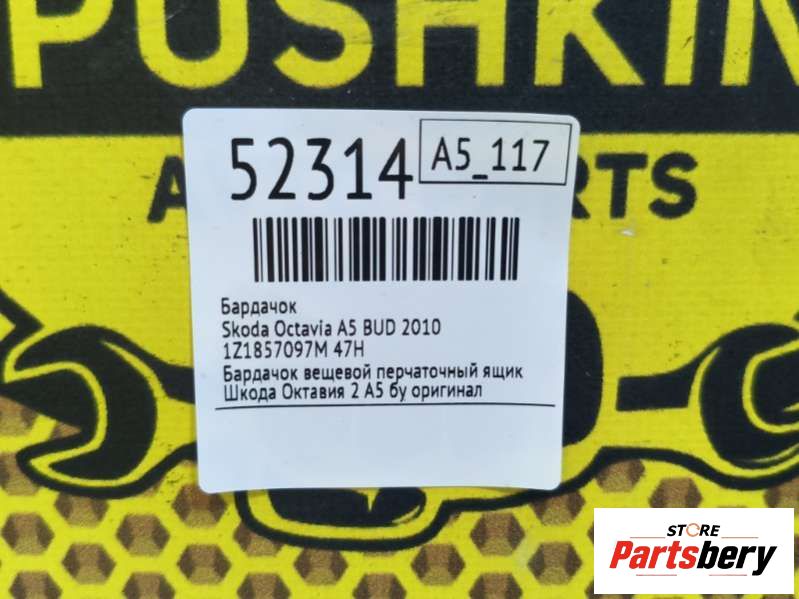 PUSHKIN
52314
A5_117
A RTS
Бардачок
Skoda Octavia A5 BUD 2010
1Z1857097M 47H
Бардачок вещевой перчаточный ящик
Шкода Октавия 2 А5 бу оригинал
STORE
Partsbery